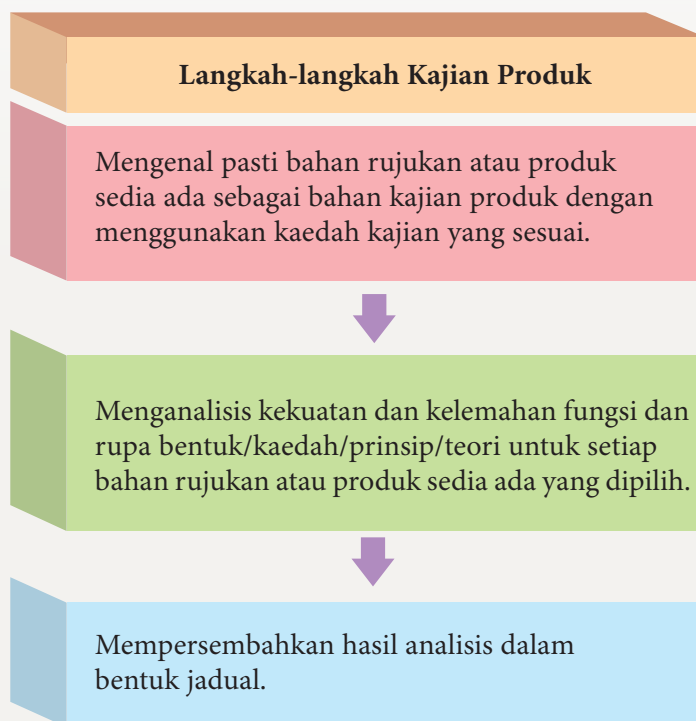 Langkah-langkah Kajian Produk
Mengenal pasti bahan rujukan atau produk
sedia ada sebagai bahan kajian produk dengan
menggunakan kaedah kajian yang sesuai.
Menganalisis kekuatan dan kelemahan fungsi dan
rupa bentuk/kaedah/prinsip/teori untuk setiap
bahan rujukan atau produk sedia ada yang dipilih.
Mempersembahkan hasil analisis dalam
bentuk jadual.